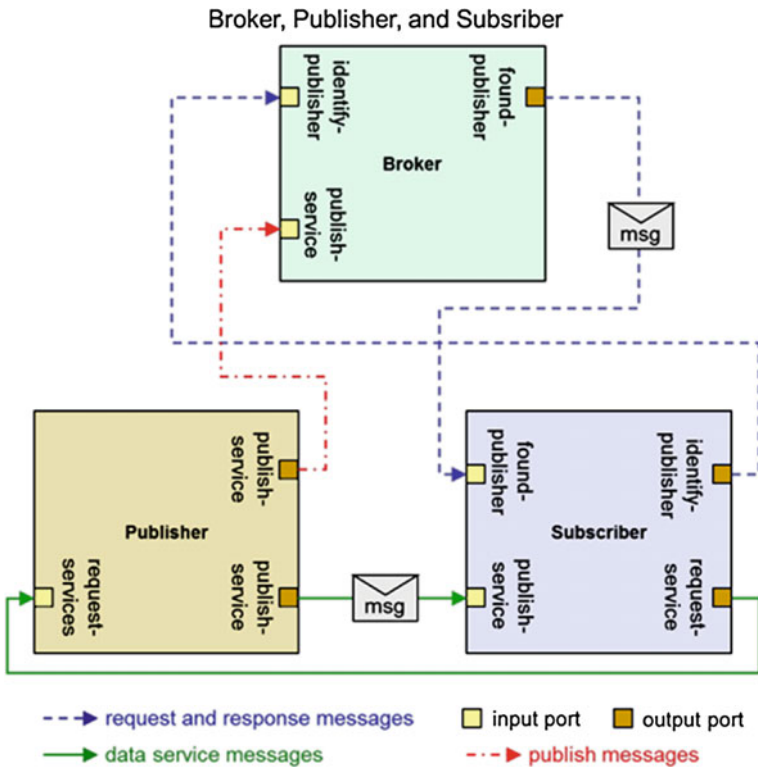 Broker, Publisher, and Subsriber
identify-
publisher
found-
publisher
Broker
publish-
service
msg
publish-
service
Publisher
request-
services
publish-
service
msg
found-
publisher
identify-
publisher
Subscriber
publish-
service
request-
service
request and response messages
input port
output port
data service messages
publish messages